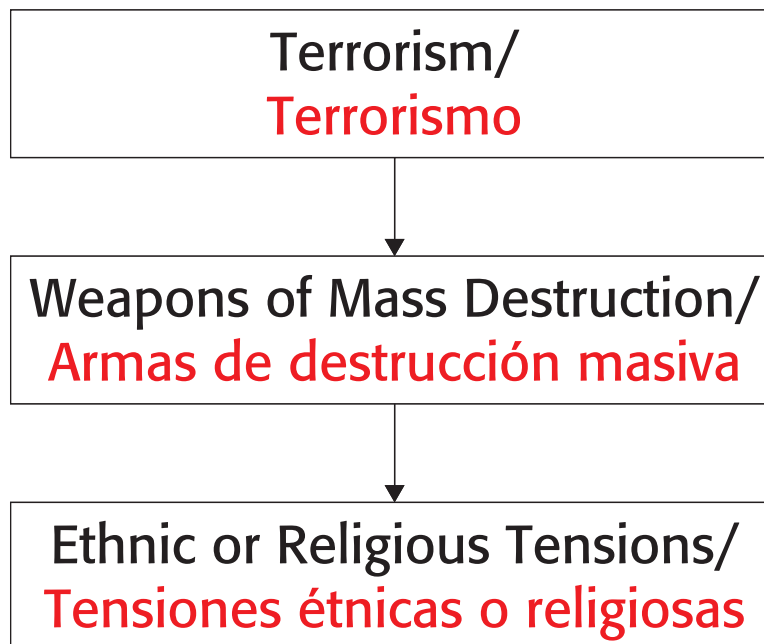 Terrorism/
Terrorismo
Weapons of Mass Destruction/
Armas de destrucción masiva
Ethnic or Religious Tensions/
Tensiones étnicas o religiosas